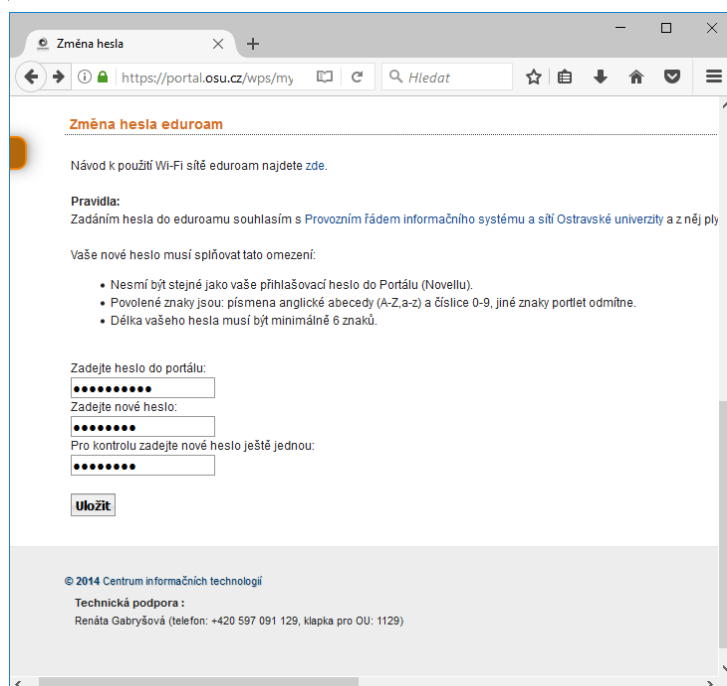 Změna hesla
https://portal.osu.cz/wps/my
Hledat
Změna hesla eduroam
Návod k použití Wi-Fi sítě eduroam najdete zde.
Pravidla:
Zadáním hesla do eduroamu souhlasím s Provozním řádem informačního systému a sítí Ostravské univerzity a z něj ply
Vaše nové heslo musí splňovat tato omezení:
• Nesmí být stejné jako vaše přihlašovací heslo do Portálu (Novellu).
• Povolené znaky jsou: písmena anglické abecedy (A-Z,a-z) a číslice 0-9, jiné znaky portlet odmítne.
• Délka vašeho hesla musí být minimálně 6 znaků.
Zadejte heslo do portálu:
●●●●●●●●●●
Zadejte nové heslo:
●●●●●●●●
Pro kontrolu zadejte nové heslo ještě jednou:
●●●●●●●●
Uložit
© 2014 Centrum informačních technologií
Technická podpora :
Renáta Gabryšová (telefon: +420 597 091 129, klapka pro OU: 1129)